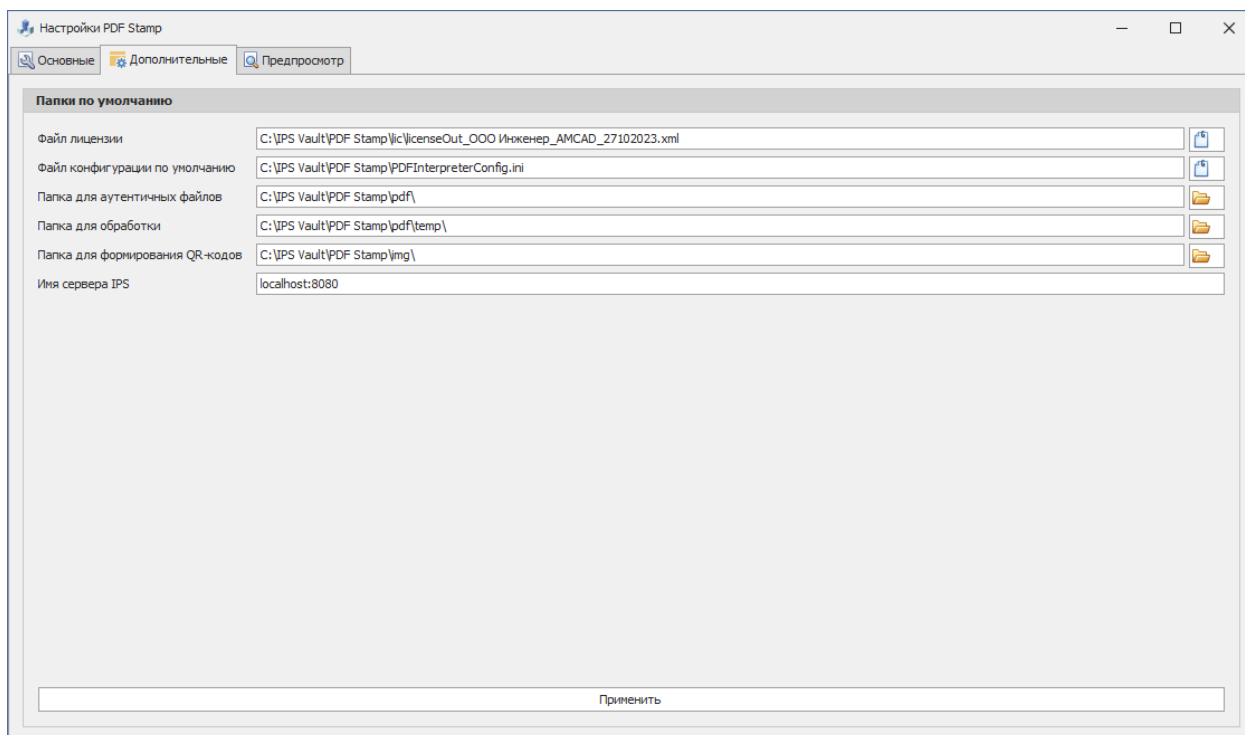 Настройки PDF Stamp
Основные Дополнительные Предпросмотр
Папки по умолчанию
Файл лицензии C:\IPS Vault\PDF Stamp\lic\licenseOut_ООО Инженер_AMCAD_27102023.xml
Файл конфигурации по умолчанию C:\IPS Vault\PDF Stamp\PDFInterpreterConfig.ini
Папка для аутентичных файлов C:\IPS Vault\PDF Stamp\pdf\
Папка для обработки C:\IPS Vault\PDF Stamp\pdf\temp\
Папка для формирования QR-кодов C:\IPS Vault\PDF Stamp\img\
Имя сервера IPS localhost:8080
Применить